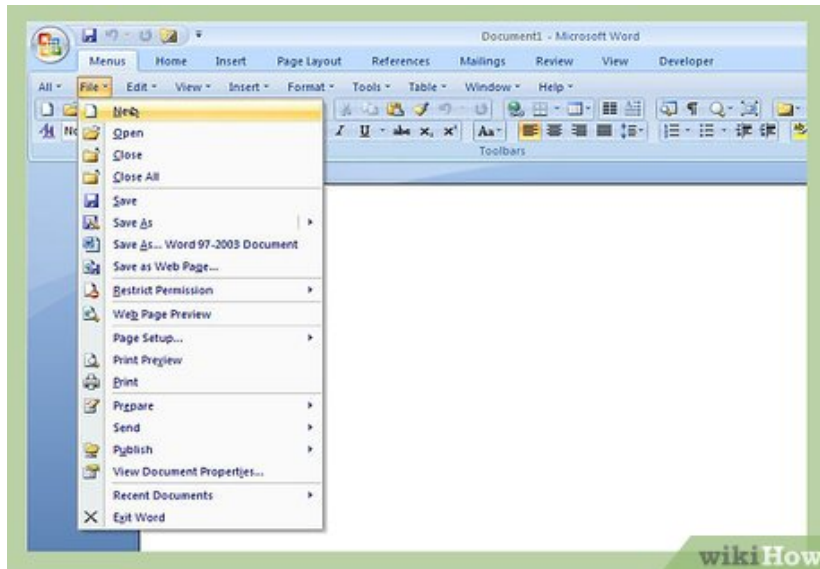 Document1 - Microsoft Word
Menus Home Insert Page Layout References Mailings Review View Developer
All File Edit View Insert Format Tools Table Window Help
New
Open
Close
Close All
Save
Save As
Save As... Word 97-2003 Document
Save as Web Page...
Restrict Permission
Web Page Preview
Page Setup...
Print Preview
Print
Prepare
Send
Publish
View Document Properties...
Recent Documents
Exit Word
I U abc x, x' Aa
Toolbars
wikiHow